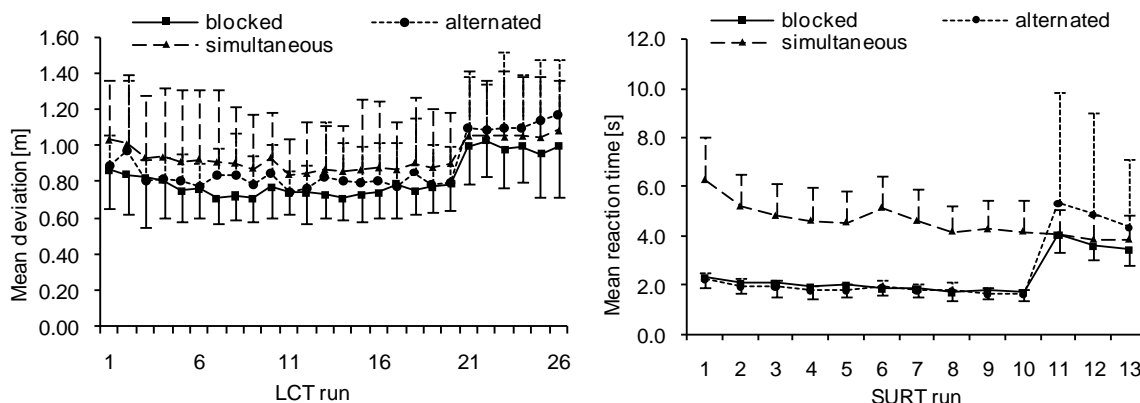 blocked alternated
simultaneous
1.60
1.40
1.20
1.00
0.80
0.60
0.40
0.20
0.00
Mean deviation [m]
1 6 11 16 21 26
LCT run
blocked alternated
simultaneous
12.0
10.0
8.0
6.0
4.0
2.0
0.0
Mean reaction time [s]
1 2 3 4 5 6 7 8 9 10 11 12 13
SURT run